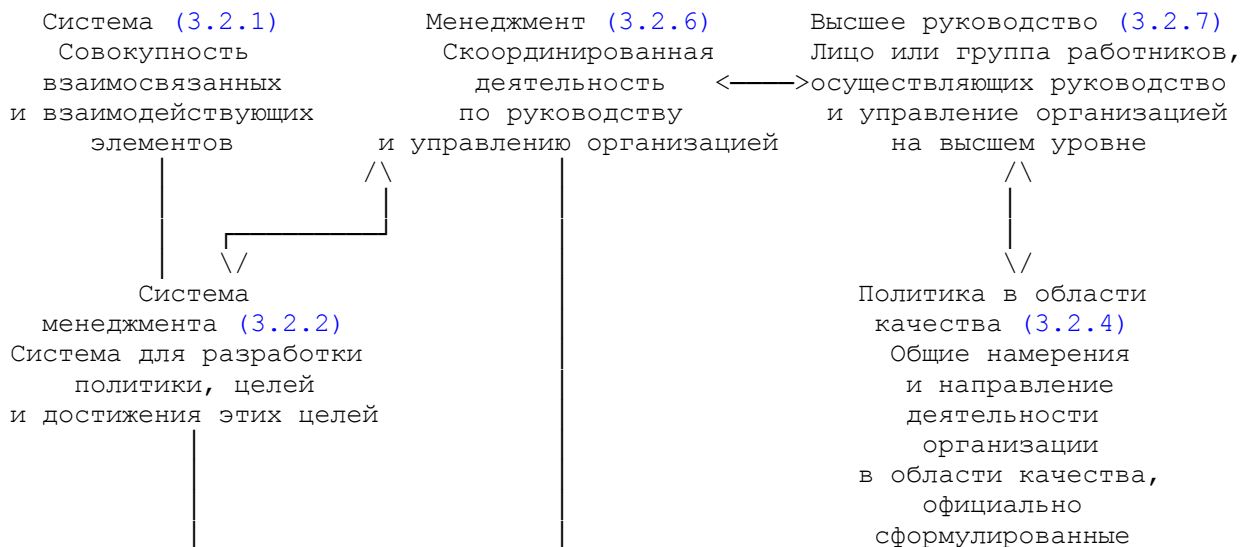 Система (3.2.1) Менеджмент (3.2.6) Высшее руководство (3.2.7)
Совокупность Скоординированная Лицо или группа работников,
взаимосвязанных деятельность <────>осуществляющих руководство
и взаимодействующих по руководству и управление организацией
элементов и управлению организацией на высшем уровне
Система Политика в области
менеджмента (3.2.2) качества (3.2.4)
Система для разработки Общие намерения
политики, целей и направление
и достижения этих целей деятельности
организации
в области качества,
официально
сформулированные